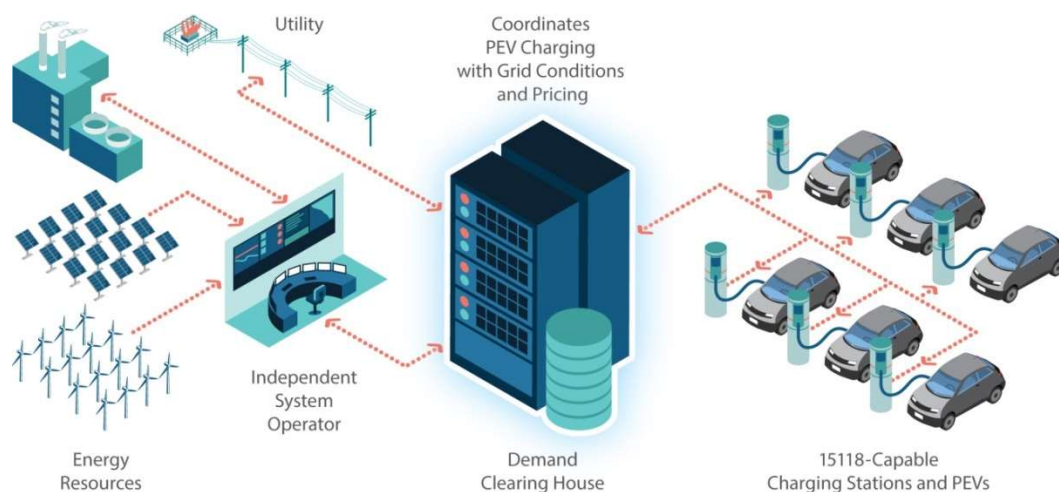 Utility
Coordinates
PEV Charging
with Grid Conditions
and Pricing
Independent
System
Operator
Energy
Resources
Demand
Clearing House
15118-Capable
Charging Stations and PEVs